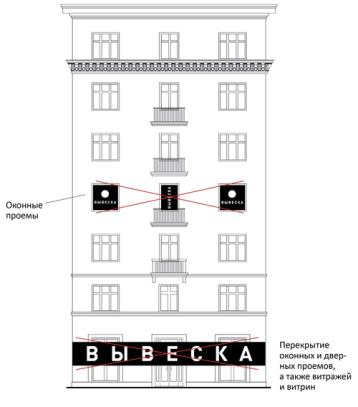 ВЫВЕСКА
ВЫВЕСКА
ВЫВЕСКА
Оконные
проемы
ВЫВЕСКА
Перекрытие
оконных и двер-
ных проемов,
а также витражей
и витрин